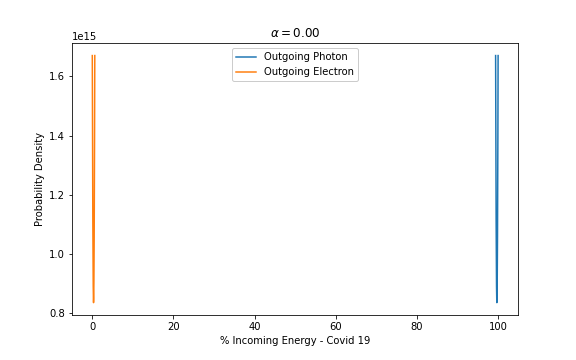 α = 0.00
1e15
Outgoing Photon
Outgoing Electron
Probability Density
1.6
1.4
1.2
1.0
0.8
0 20 40 60 80 100
% Incoming Energy - Covid 19